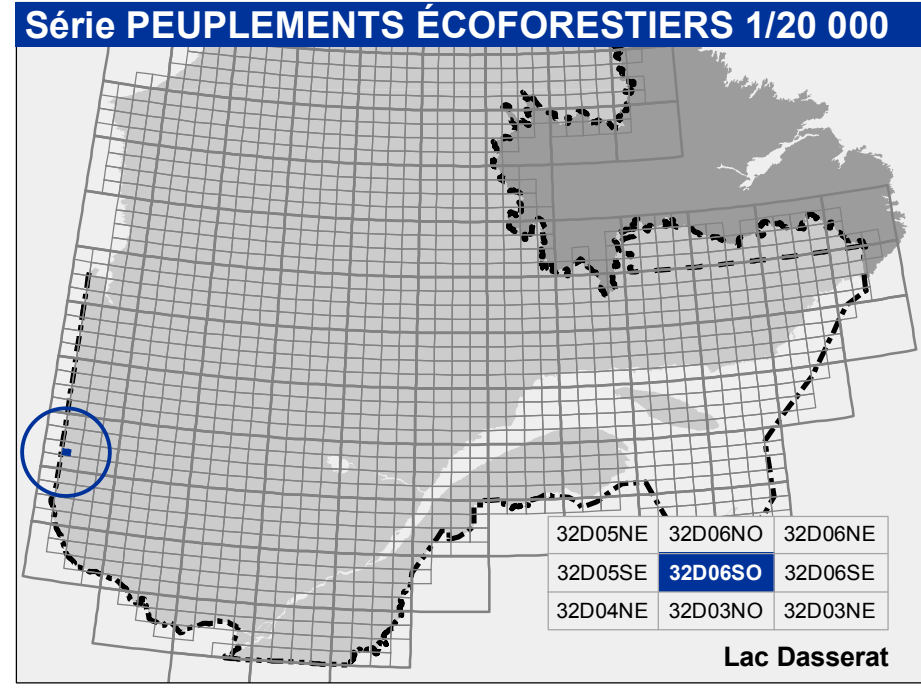 Série PEUPLEMENTS ÉCOFORESTIERS 1/20 000
32D05NE 32D06NO 32D06NE
32D05SE 32D06SO 32D06SE
32D04NE 32D03NO 32D03NE
Lac Dasserat